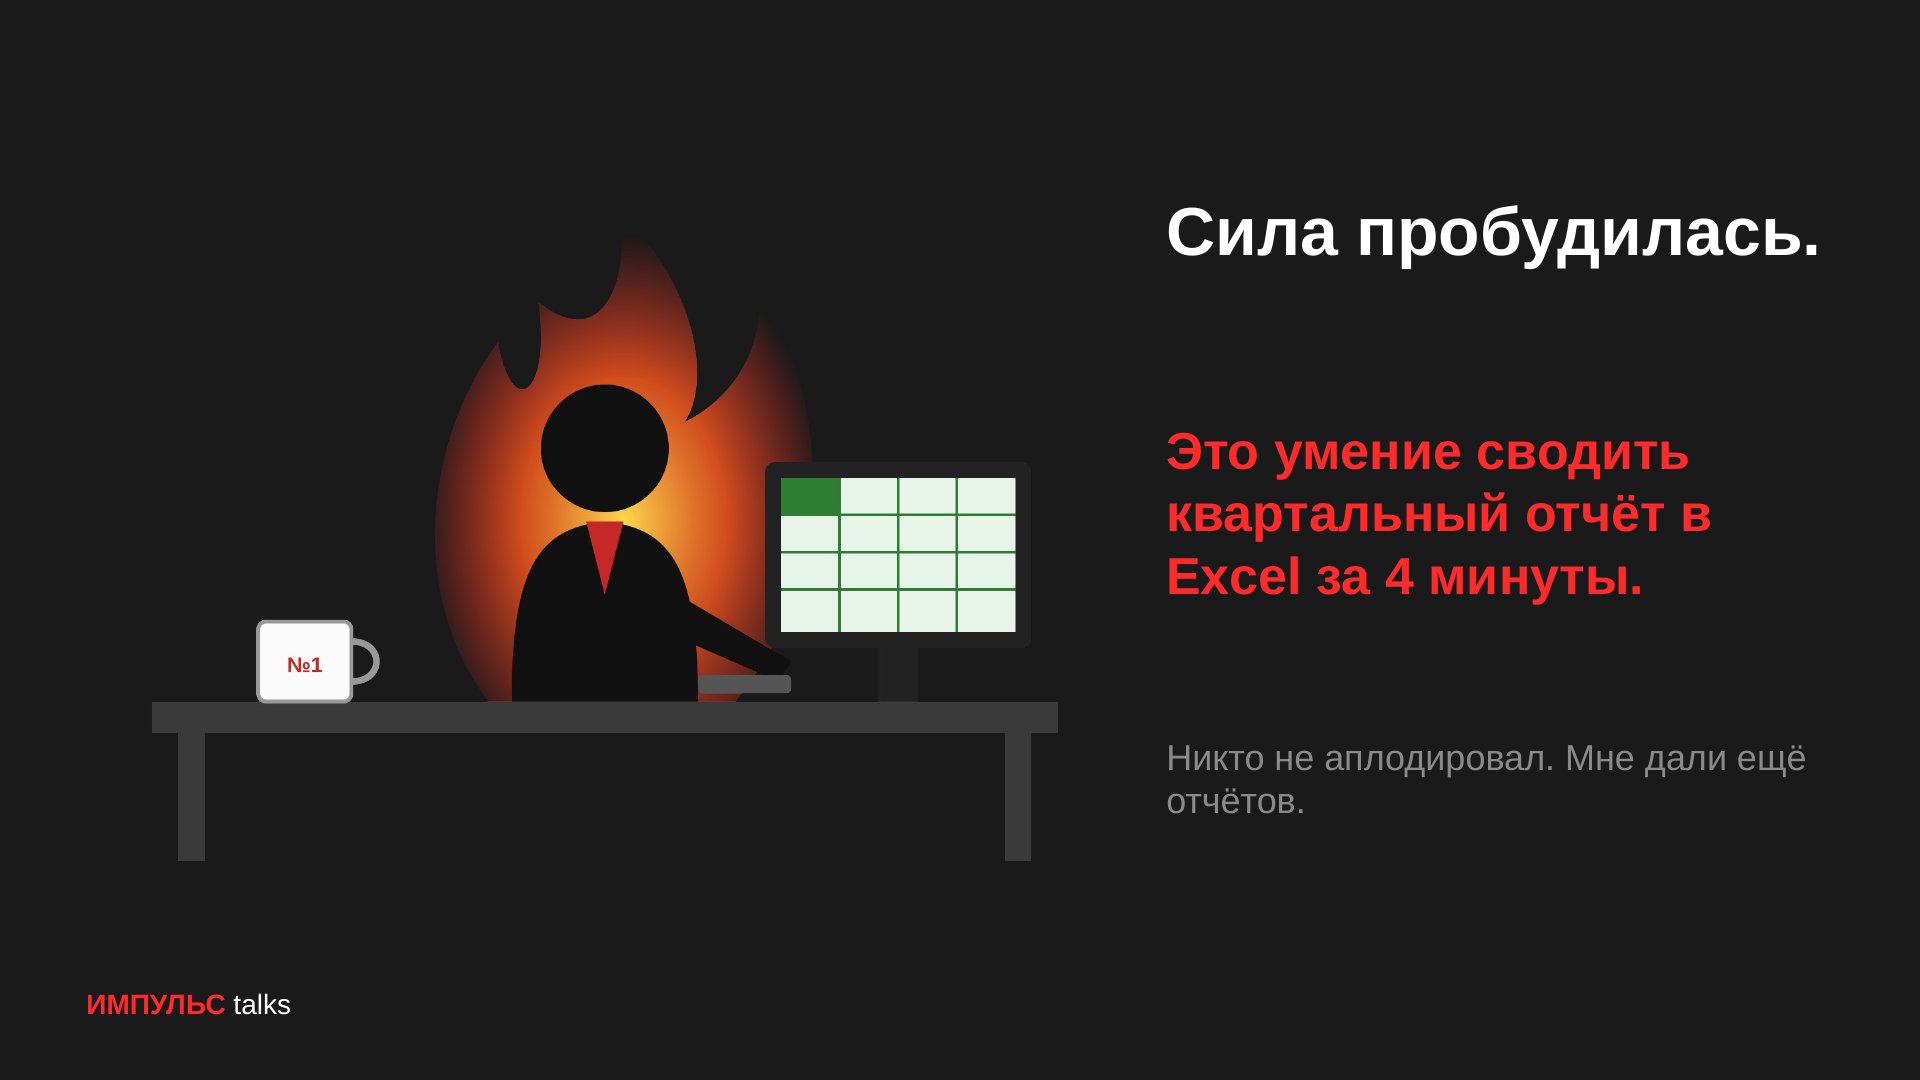 Сила пробудилась.
Это умение сводить
квартальный отчёт в
Excel за 4 минуты.
№1
Никто не аплодировал. Мне дали ещё
отчётов.
ИМПУЛЬС talks